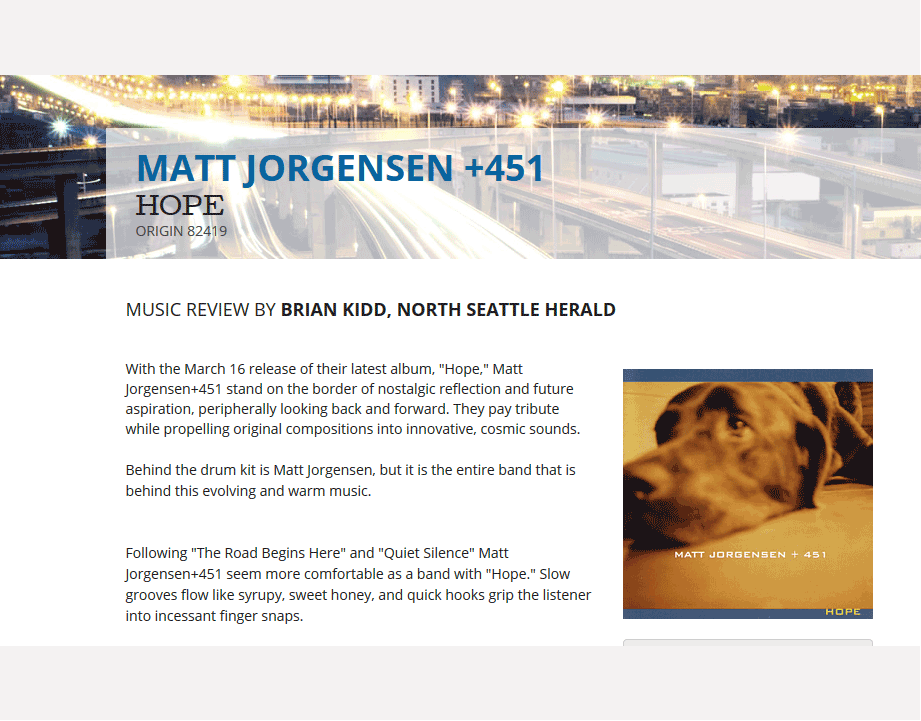 MATT JORGENSEN +451
HOPE
ORIGIN 82419
MUSIC REVIEW BY BRIAN KIDD, NORTH SEATTLE HERALD
With the March 16 release of their latest album, "Hope," Matt
Jorgensen+451 stand on the border of nostalgic reflection and future
aspiration, peripherally looking back and forward. They pay tribute
while propelling original compositions into innovative, cosmic sounds.
Behind the drum kit is Matt Jorgensen, but it is the entire band that is
behind this evolving and warm music.
Following "The Road Begins Here" and "Quiet Silence" Matt
Jorgensen+451 seem more comfortable as a band with "Hope." Slow
grooves flow like syrupy, sweet honey, and quick hooks grip the listener
into incessant finger snaps.
MATT JORGENSEN + 451
HOPE